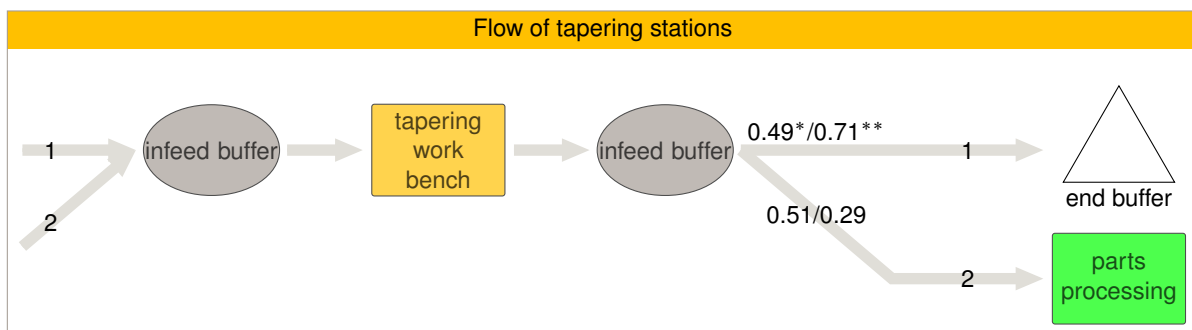 Flow of tapering stations
1
2
infeed buffer
tapering
work
bench
infeed buffer
0.49*/0.71**
1
end buffer
0.51/0.29
2
parts
processing